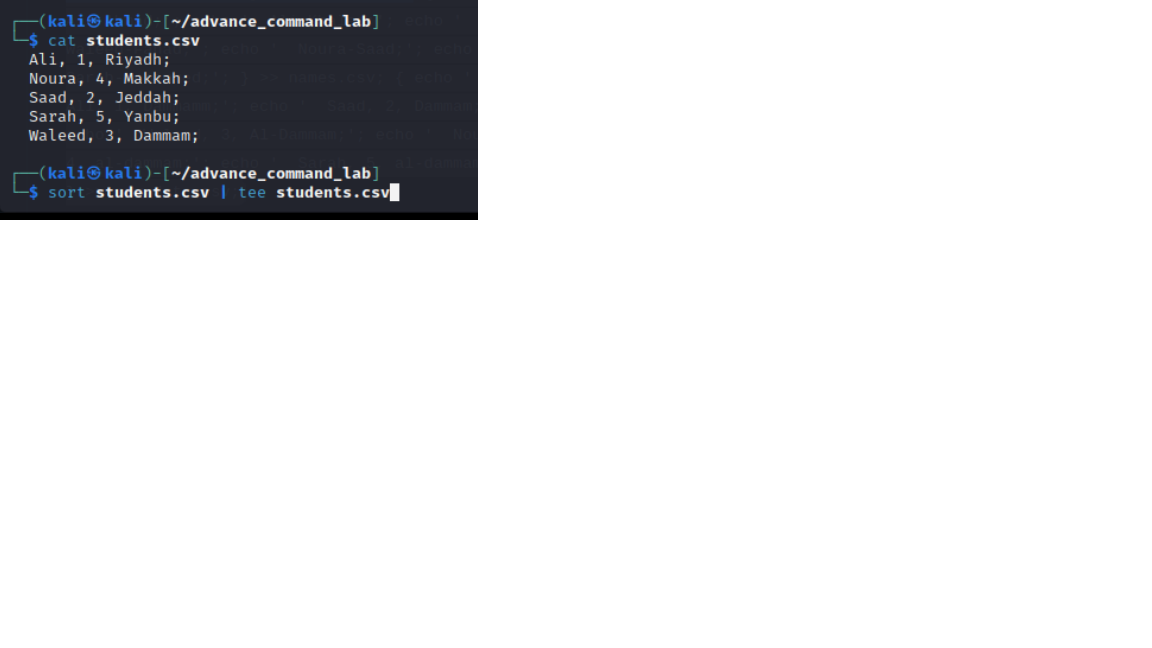 ┌──(kali㉿kali)-[~/advance_command_lab]
└─$ cat students.csv
  Ali, 1, Riyadh;
  Noura, 4, Makkah;
  Saad, 2, Jeddah;
  Sarah, 5, Yanbu;
  Waleed, 3, Dammam;
┌──(kali㉿kali)-[~/advance_command_lab]
└─$ sort students.csv | tee students.csv